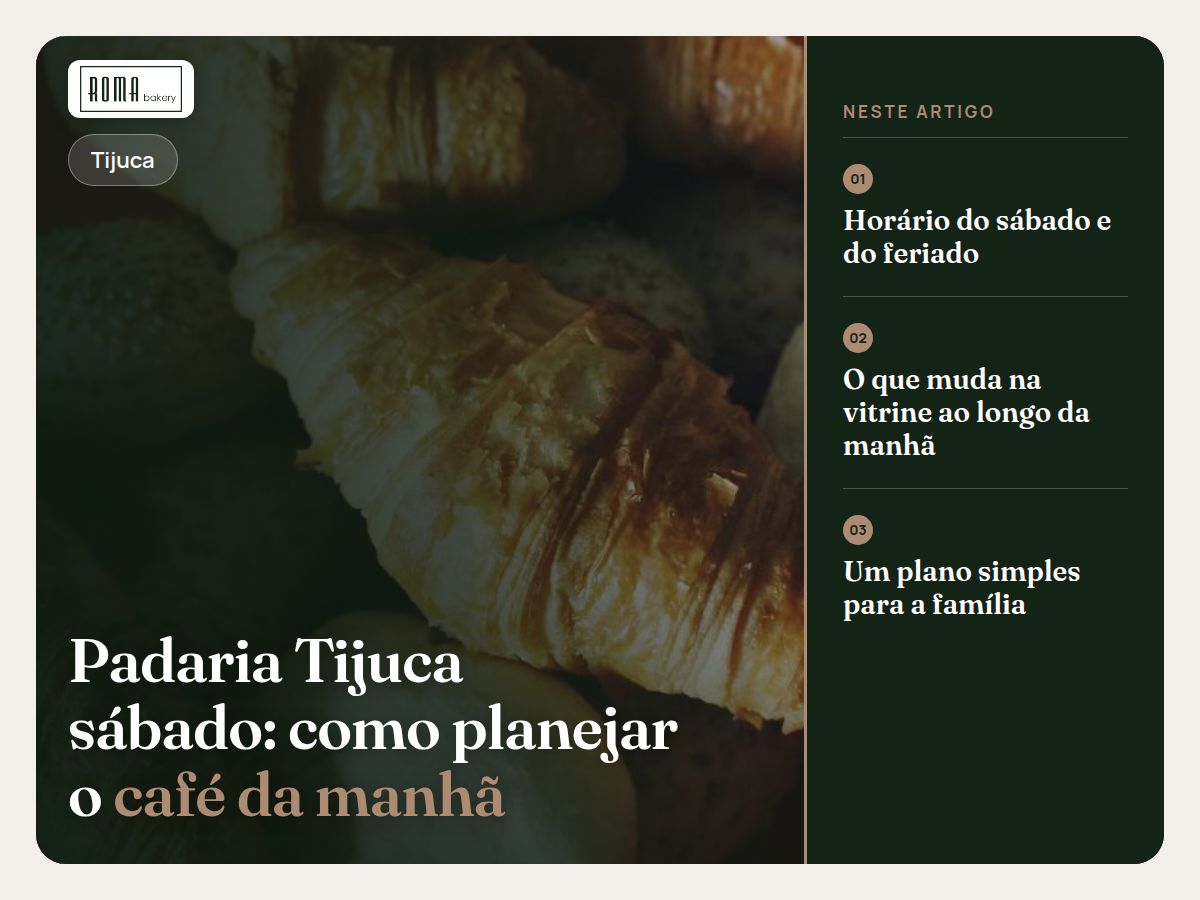 ROMA bakery
Tijuca
Padaria Tijuca
sábado: como planejar
o café da manhã
NESTE ARTIGO
01
Horário do sábado e
do feriado
02
O que muda na
vitrine ao longo da
manhã
03
Um plano simples
para a família